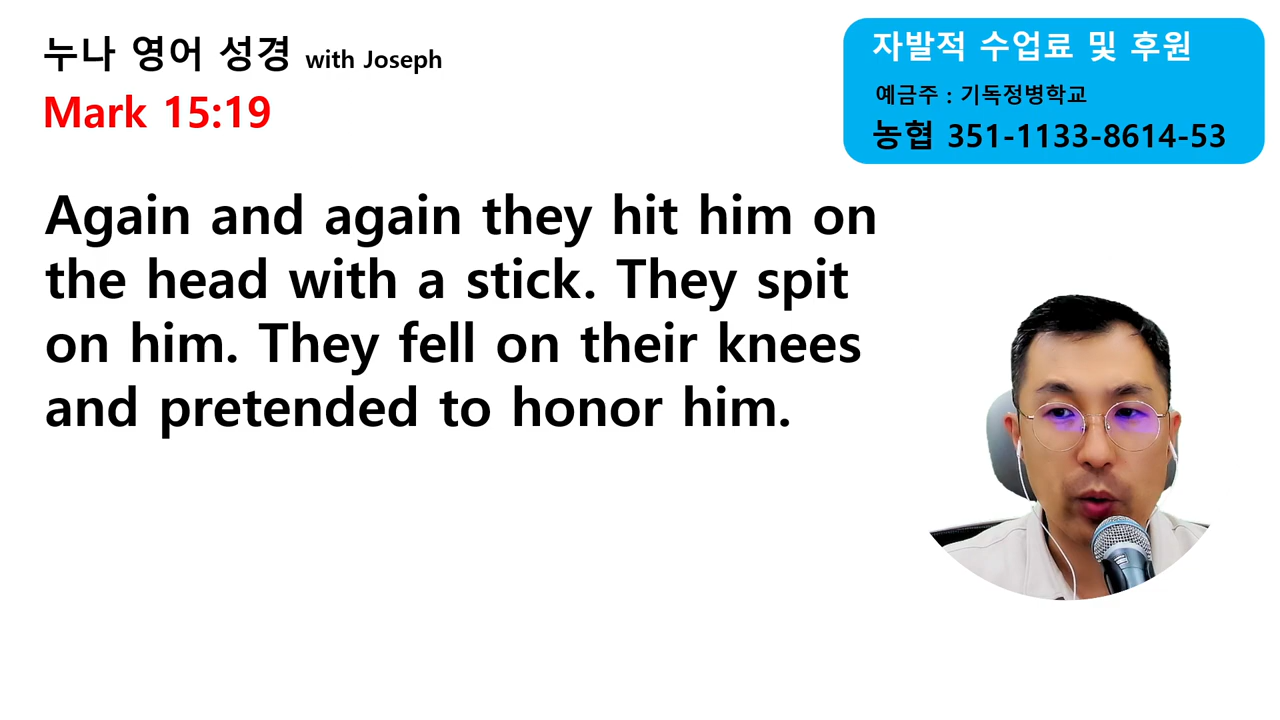 누나 영어 성경 with Joseph
Mark 15:19
자발적 수업료 및 후원
예금주 : 기독정병학교
농협 351-1133-8614-53
Again and again they hit him on
the head with a stick. They spit
on him. They fell on their knees
and pretended to honor him.